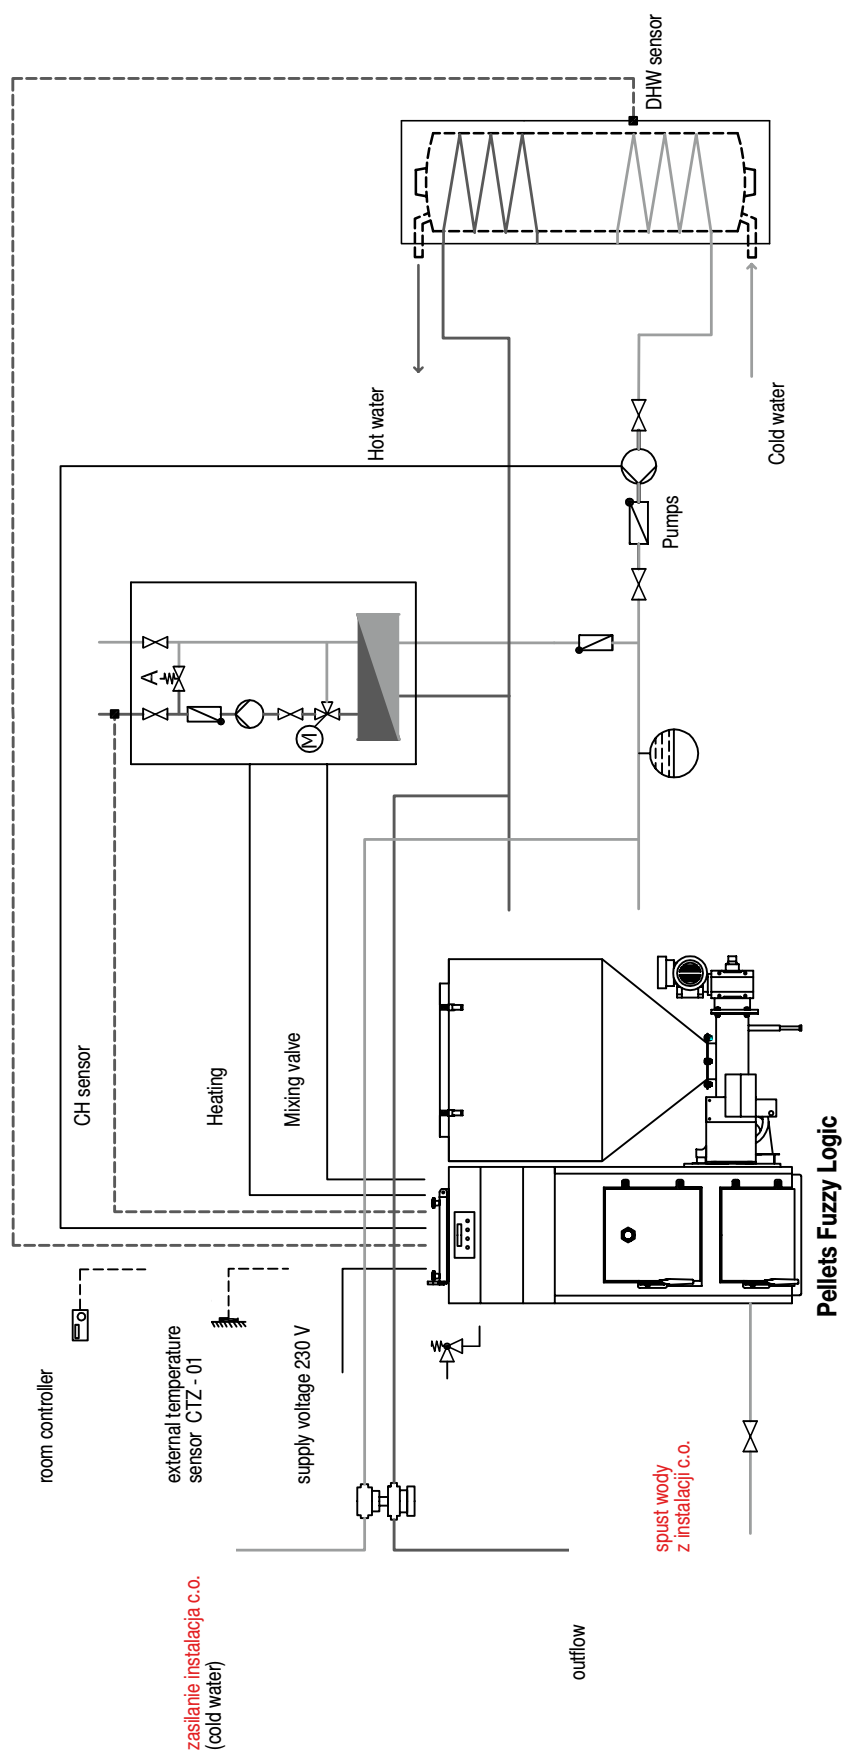 zasilanie instalacja c.o.
(cold water)
room controller
external temperature
sensor CTZ - 01
supply voltage 230 V
CH sensor
Heating
Mixing valve
A
M
Hot water
DHW sensor
Cold water
Pumps
outflow
spust wody
z instalacji c.o.
Pellets Fuzzy Logic